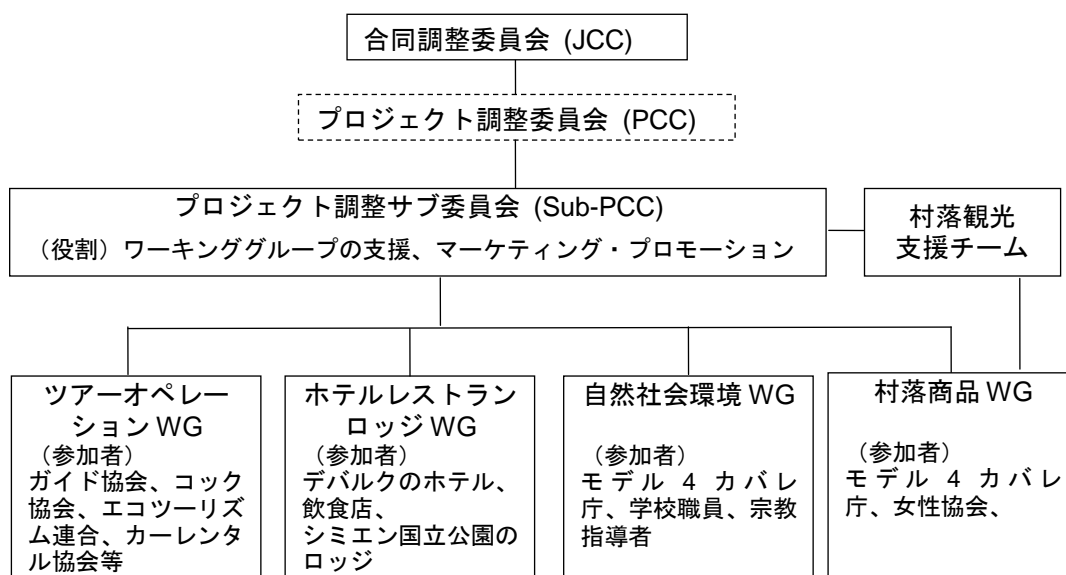 合同調整委員会 (JCC)
プロジェクト調整委員会 (PCC)
プロジェクト調整サブ委員会 (Sub-PCC)
（役割）ワーキンググループの支援、マーケティング・プロモーション
村落観光
支援チーム
ツアーオペレー
ション WG
（参加者）
ガイド協会、コック
協会、エコツーリズ
ム連合、カーレンタ
ル協会等
ホテルレストラン
ロッジ WG
（参加者）
デバルクのホテル、
飲食店、
シミエン国立公園の
ロッジ
自然社会環境 WG
（参加者）
モデル 4 カバレ
庁、学校職員、宗教
指導者
村落商品 WG
（参加者）
モデル 4 カバレ
庁、女性協会、